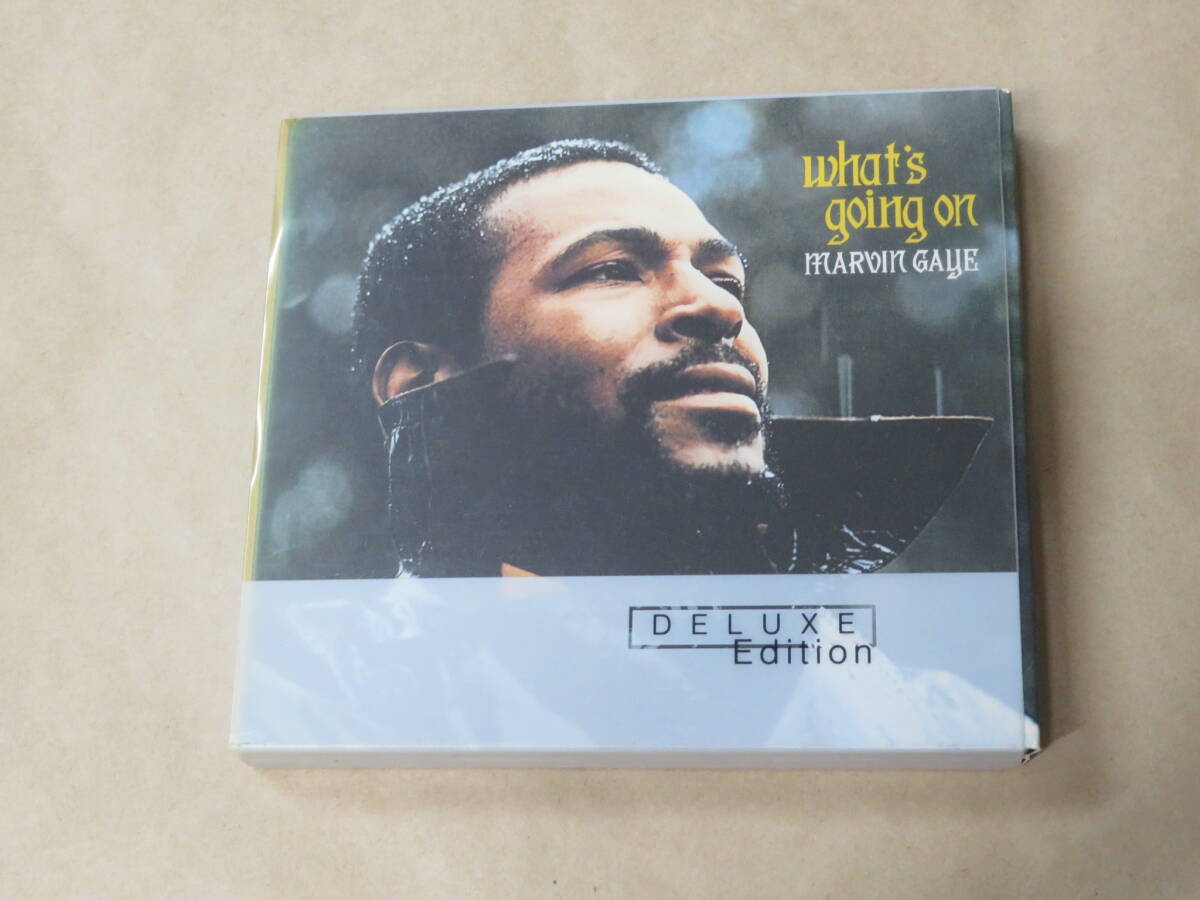 what's
going on
MARVIN GAYE
DELUXE
Edition